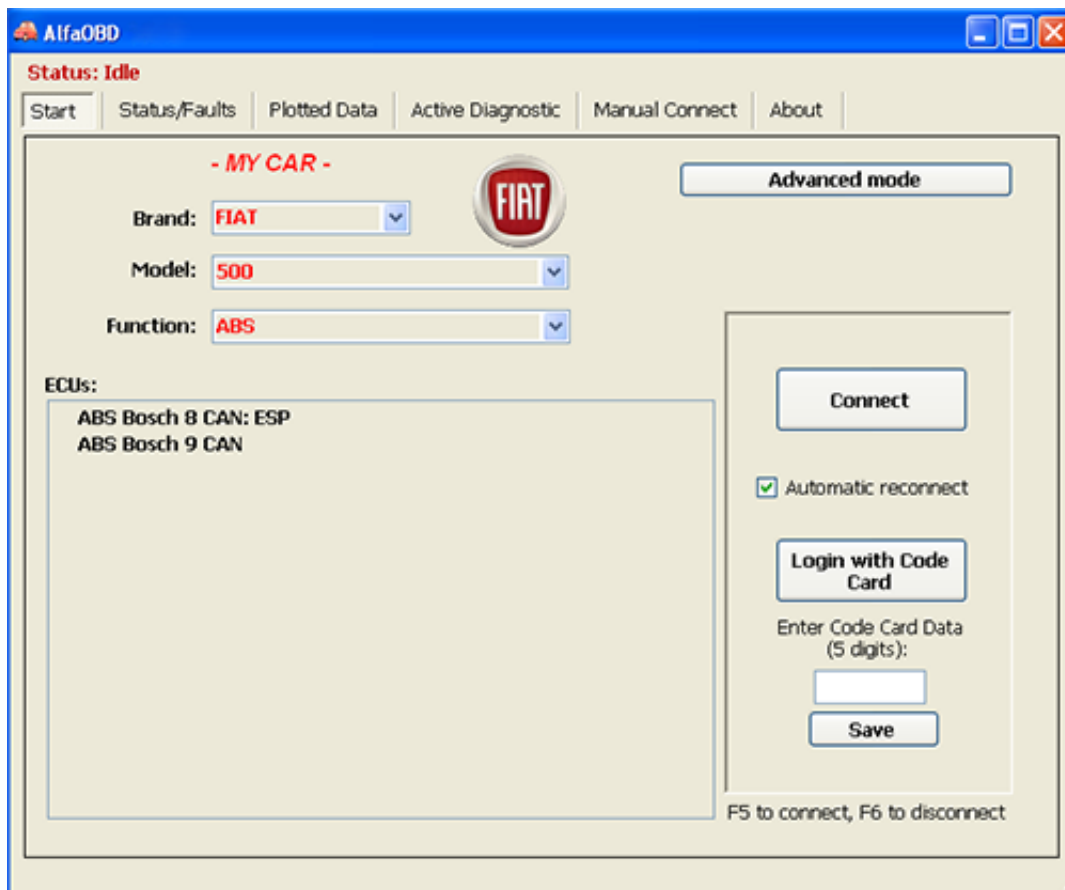 AlfaOBD
Status: Idle
Start Status/Faults Plotted Data Active Diagnostic Manual Connect About
- MY CAR -
FIAT
Advanced mode
Brand: FIAT
Model: 500
Function: ABS
ECUs:
ABS Bosch 8 CAN: ESP
ABS Bosch 9 CAN
Connect
Automatic reconnect
Login with Code
Card
Enter Code Card Data
(5 digits):
Save
F5 to connect, F6 to disconnect